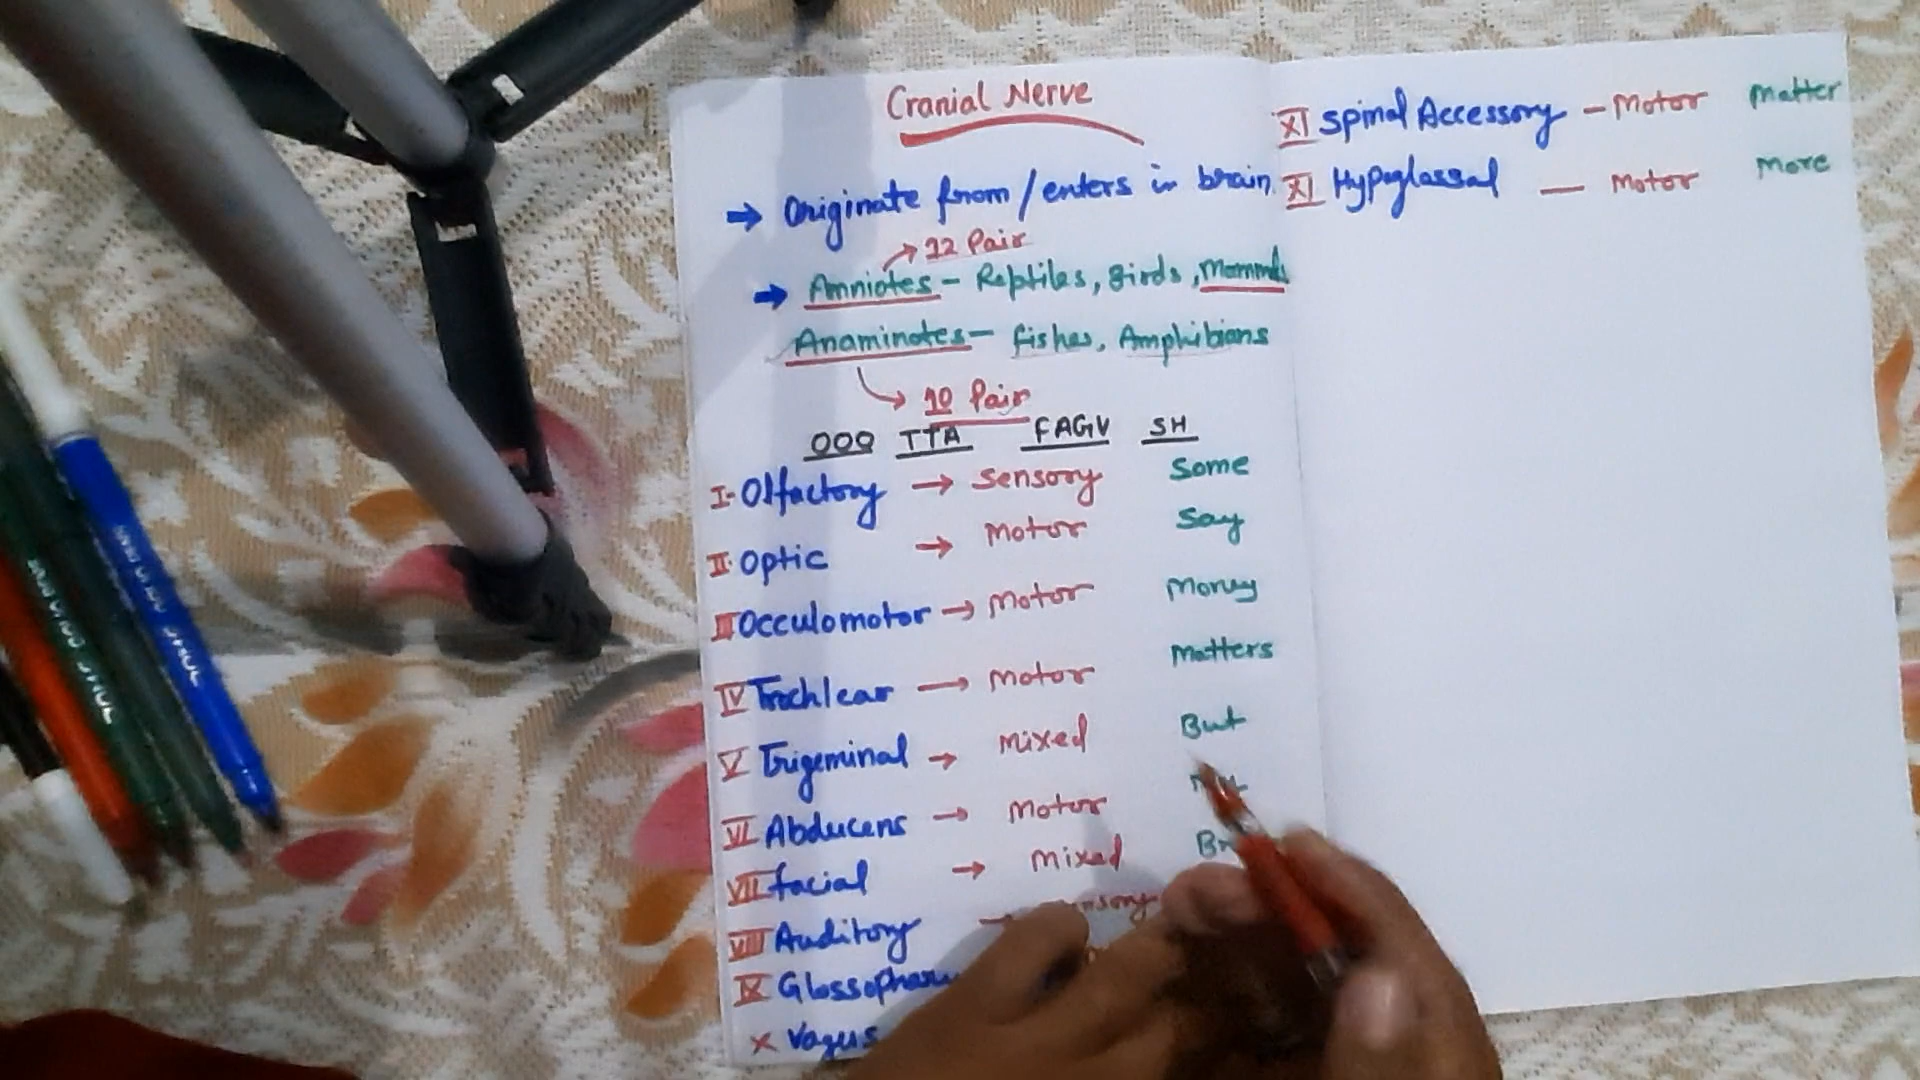 Cranial Nerve
→ Originate from/enters in brain.
→ 12 Pair
→ Amniotes - Reptiles, Birds, Mammals
Anaminotes - fishes, Amphibians
→ 10 Pair
OOO TTA FAGV SH
I. Olfactory → Sensory Some
II. Optic → Motor Say
III Occulomotor → Motor Money
IV Trochlear → Motor Matters
V Trigeminal → Mixed But
VI Abducens → Motor
VII facial → Mixed
VIII Auditory →
IX
X Vagus
XI Spinal Accessory - Motor Matter
XI Hypoglassal — Motor More